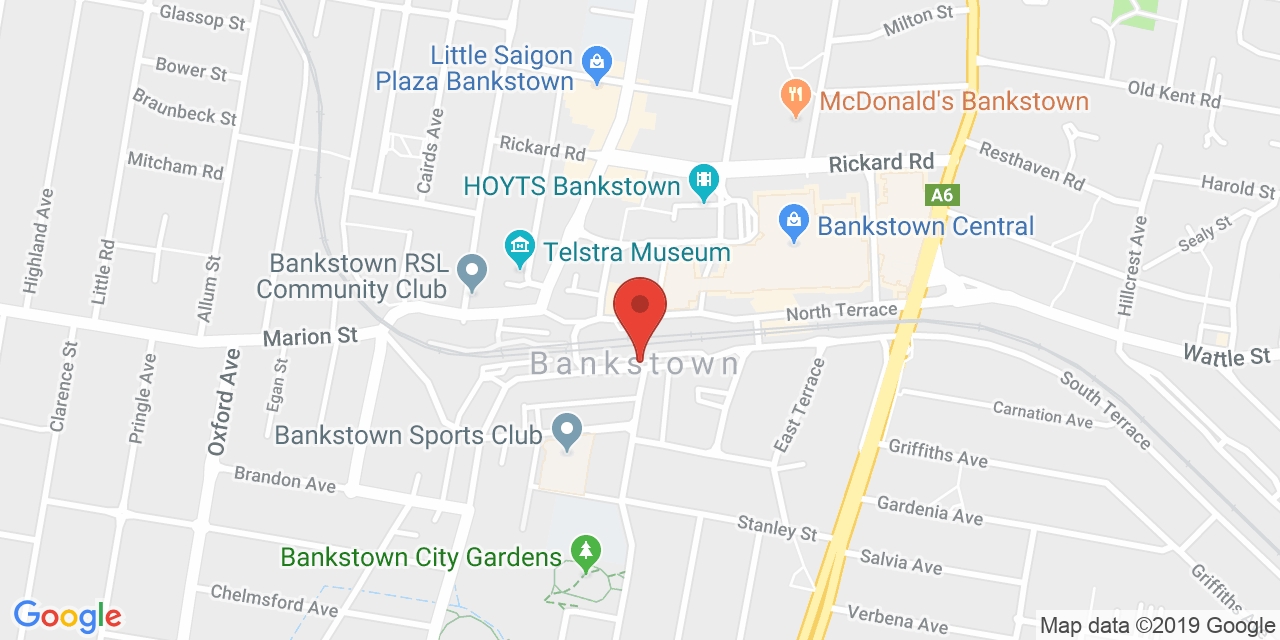 Glassop St
Milton St
Little Saigon
Plaza Bankstown
Bower St
Old Kent Rd
McDonald's Bankstown
Braunbeck St
Cairds Ave
Rickard Rd
Rickard Rd
Resthaven Rd
Mitcham Rd
HOYTS Bankstown
A6
Harold St
Highland Ave
Little Rd
Allum St
Bankstown Central
Sealy St
Hillcrest Ave
Telstra Museum
Bankstown RSL
Community Club
North Terrace
Marion St
Wattle St
Bankstown
Clarence St
Pringle Ave
Oxford Ave
Egan St
East Terrace
South Terrace
Carnation Ave
Bankstown Sports Club
Griffiths Ave
Brandon Ave
Gardenia Ave
Stanley St
Bankstown City Gardens
Salvia Ave
Griffiths Ave
Chelmsford Ave
Verbena Ave
Google
Map data ©2019 Google